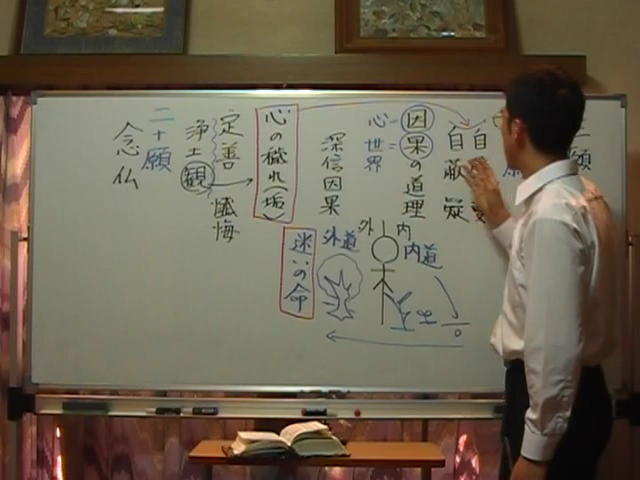 願
自蔽疑
因果の道理
心=世界
深信因果
心の穢れ(垢)
定善
懺悔
浄土観
二十願
念仏
内
外
内道
外道
迷いの命